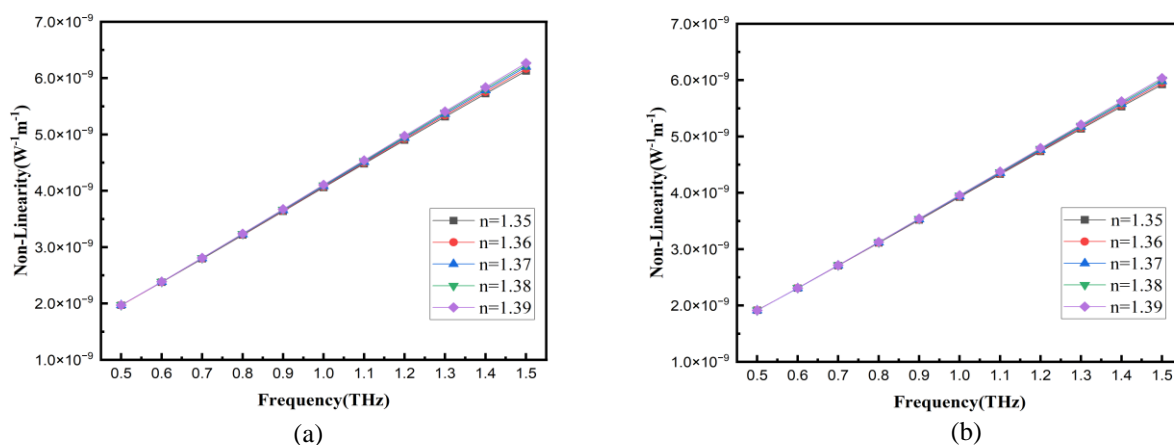 7.0×10⁻⁹
6.0×10⁻⁹
5.0×10⁻⁹
4.0×10⁻⁹
3.0×10⁻⁹
2.0×10⁻⁹
1.0×10⁻⁹
Non-Linearity(W⁻¹m⁻¹)
n=1.35
n=1.36
n=1.37
n=1.38
n=1.39
0.5 0.6 0.7 0.8 0.9 1.0 1.1 1.2 1.3 1.4 1.5
Frequency(THz)
(a)
7.0×10⁻⁹
6.0×10⁻⁹
5.0×10⁻⁹
4.0×10⁻⁹
3.0×10⁻⁹
2.0×10⁻⁹
1.0×10⁻⁹
Non-Linearity(W⁻¹m⁻¹)
n=1.35
n=1.36
n=1.37
n=1.38
n=1.39
0.5 0.6 0.7 0.8 0.9 1.0 1.1 1.2 1.3 1.4 1.5
Frequency(THz)
(b)